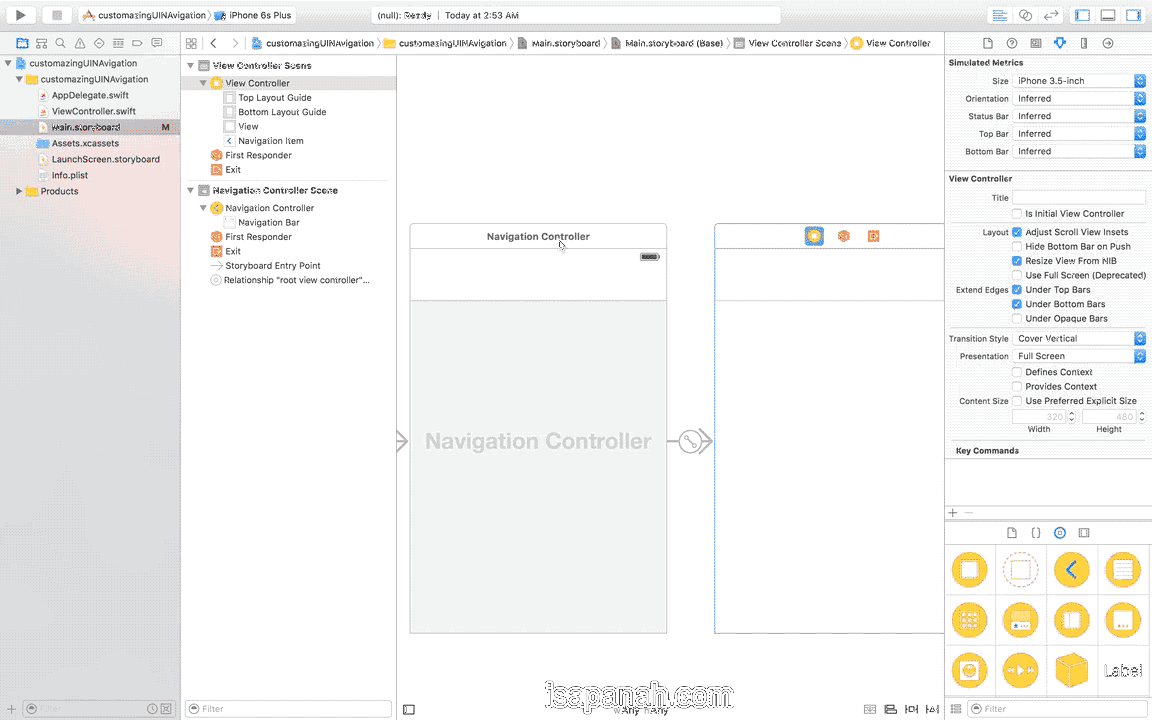 customazingUINAvigation iPhone 6s Plus (null): Ready Today at 2:53 AM
customazingUINAvigation customazingUINAvigation Main.storyboard Main.storyboard (Base) View Controller Scene View Controller
customazingUINAvigation
customazingUINAvigation
AppDelegate.swift
ViewController.swift
Main.storyboard M
Assets.xcassets
LaunchScreen.storyboard
Info.plist
Products
Filter
View Controller Scene
View Controller
Top Layout Guide
Bottom Layout Guide
View
Navigation Item
First Responder
Exit
Navigation Controller Scene
Navigation Controller
Navigation Bar
First Responder
Exit
Storyboard Entry Point
Relationship "root view controller"...
Filter
Navigation Controller
Navigation Controller
isapanah.com
wAny hAny
Simulated Metrics
Size iPhone 3.5-inch
Orientation Inferred
Status Bar Inferred
Top Bar Inferred
Bottom Bar Inferred
View Controller
Title
Is Initial View Controller
Layout Adjust Scroll View Insets
Hide Bottom Bar on Push
Resize View From NIB
Use Full Screen (Deprecated)
Extend Edges Under Top Bars
Under Bottom Bars
Under Opaque Bars
Transition Style Cover Vertical
Presentation Full Screen
Defines Context
Provides Context
Content Size Use Preferred Explicit Size
320 480
Width Height
Key Commands
Label
Filter